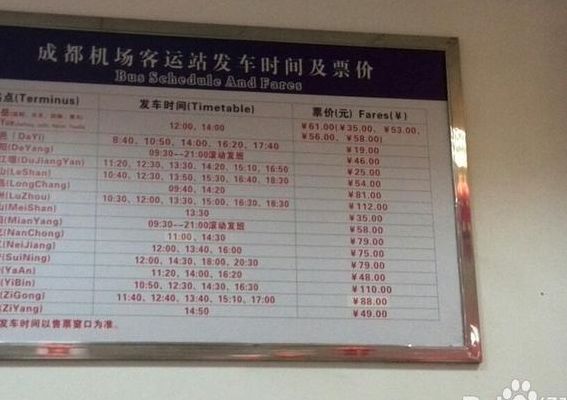 成都机场客运站发车时间及票价
Bus Schedule And Fares
点(Terminus) 发车时间(Timetable) 票价(元) Fares(¥)
12:00, 14:00 ¥61.00(¥35.00、¥53.00、
¥56.00、¥58.00)
邑(DaYi) 8:40, 10:50, 14:00, 16:20, 17:40 ¥19.00
阳(DeYang) 09:30--21:00滚动发班 ¥46.00
江堰(DuJiangYan) 11:20, 12:30, 13:30, 14:20, 15:10, 16:50 ¥25.00
山(LeShan) 10:40, 12:30, 13:50, 15:30, 16:40, 18:30 ¥54.00
(LongChang) 09:40, 14:20 ¥81.00
(LuZhou) 10:30, 12:00, 13:30, 15:00, 16:30, 18:30 ¥112.00
山(MeiShan) 13:30 ¥35.00
(MianYang) 09:30--21:00滚动发班 ¥58.00
(NanChong) 11:00, 14:30 ¥79.00
(NeiJiang) 12:00, 13:40, 16:00 ¥75.00
(SuiNing) 12:00, 14:30, 18:00, 20:30 ¥79.00
(YaAn) 11:20, 14:00, 16:20 ¥48.00
(YiBin) 10:50, 12:30, 14:30, 16:30 ¥110.00
(ZiGong) 11:40, 12:40, 13:40, 15:10, 17:00 ¥88.00
(ZiYang) 14:50 ¥49.00
发车时间以售票窗口为准.